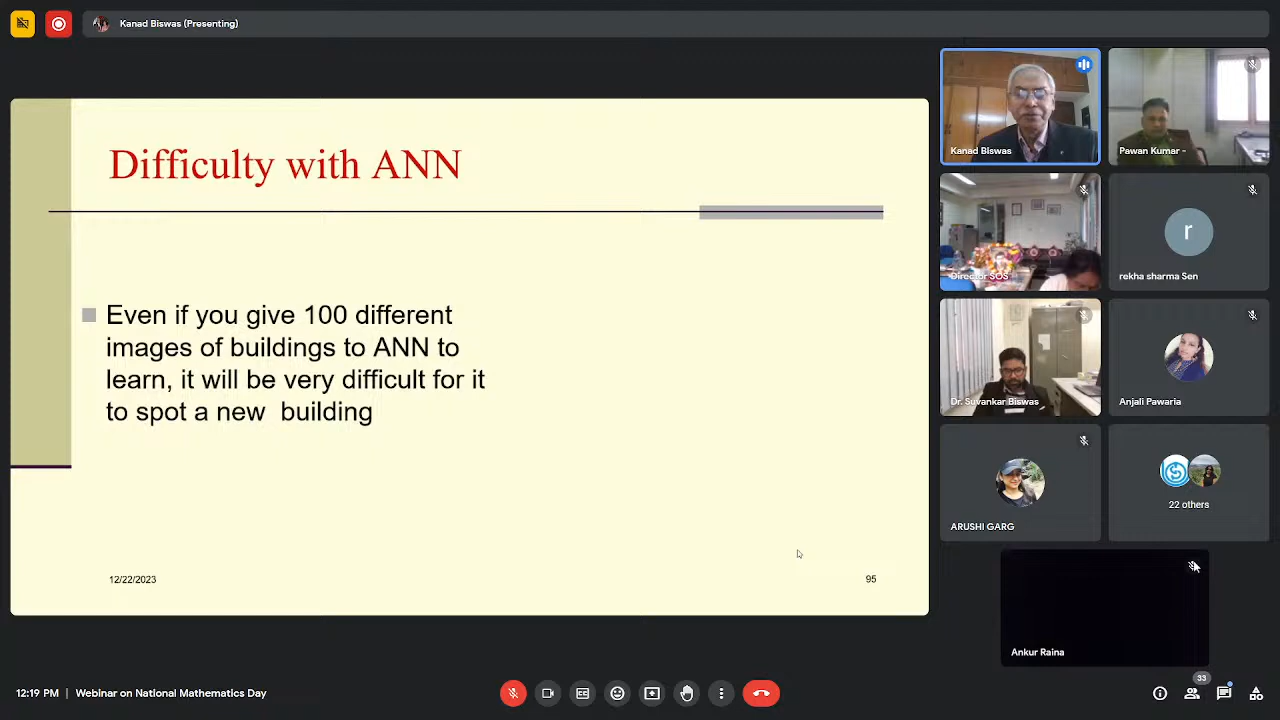 Kanad Biswas (Presenting)
Difficulty with ANN
Even if you give 100 different
images of buildings to ANN to
learn, it will be very difficult for it
to spot a new building
12/22/2023
95
Kanad Biswas
Pawan Kumar -
Director SOS
r
rekha sharma Sen
Dr. Suvankar Biswas
Anjali Pawaria
ARUSHI GARG
22 others
Ankur Raina
33
12:19 PM | Webinar on National Mathematics Day